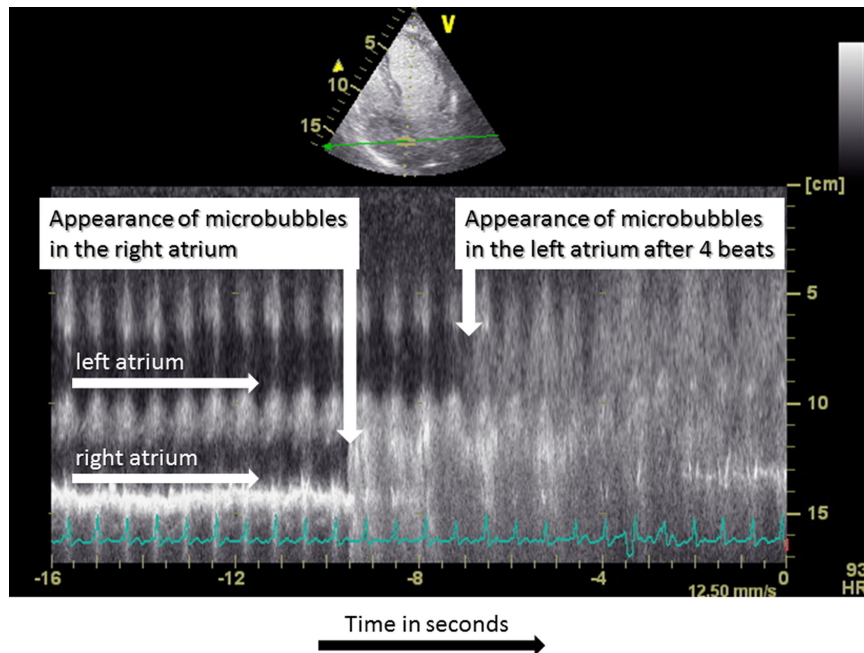 V
5
10
15
[cm]
Appearance of microbubbles
in the right atrium
Appearance of microbubbles
in the left atrium after 4 beats
5
left atrium
10
right atrium
15
-16
-12
-8
-4
0
93
12.50 mm/s
HR
Time in seconds